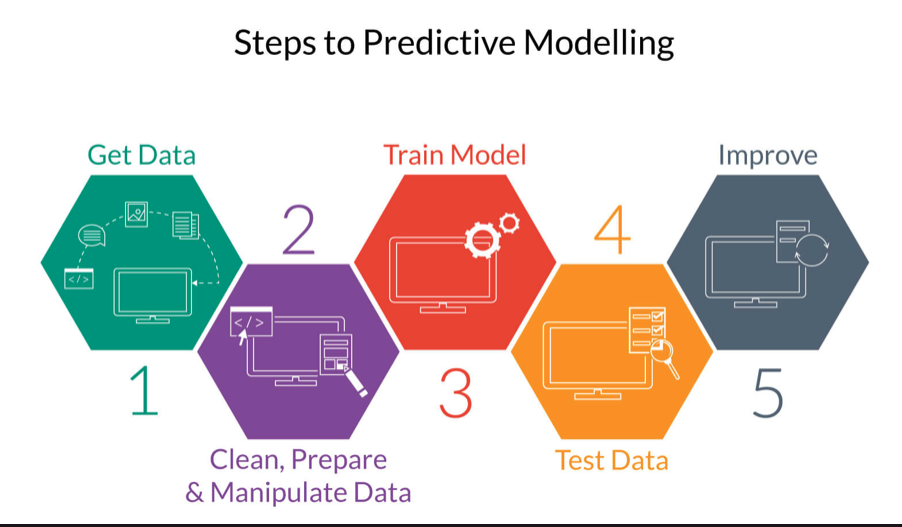 Steps to Predictive Modelling
Get Data
1
2
Clean, Prepare
& Manipulate Data
Train Model
3
4
Test Data
Improve
5
</>
</>